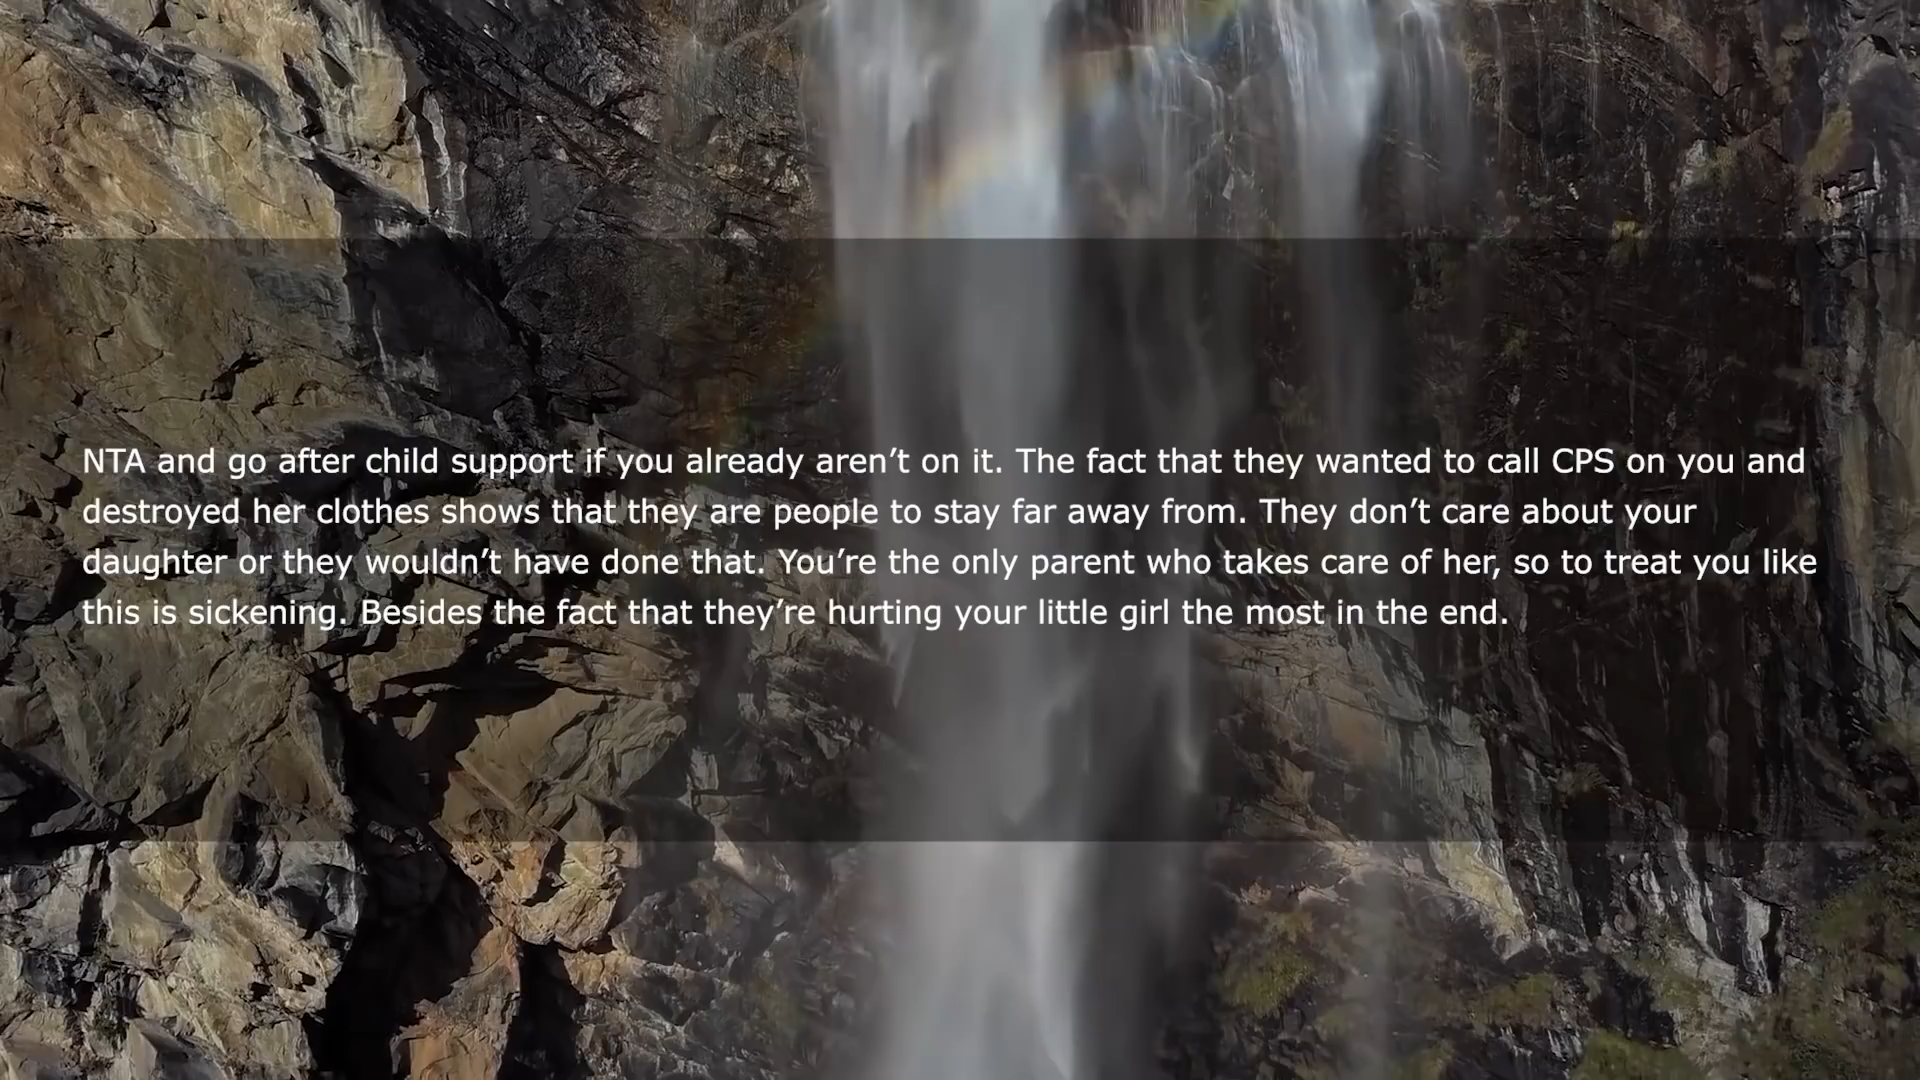 NTA and go after child support if you already aren’t on it. The fact that they wanted to call CPS on you and
destroyed her clothes shows that they are people to stay far away from. They don’t care about your
daughter or they wouldn’t have done that. You’re the only parent who takes care of her, so to treat you like
this is sickening. Besides the fact that they’re hurting your little girl the most in the end.